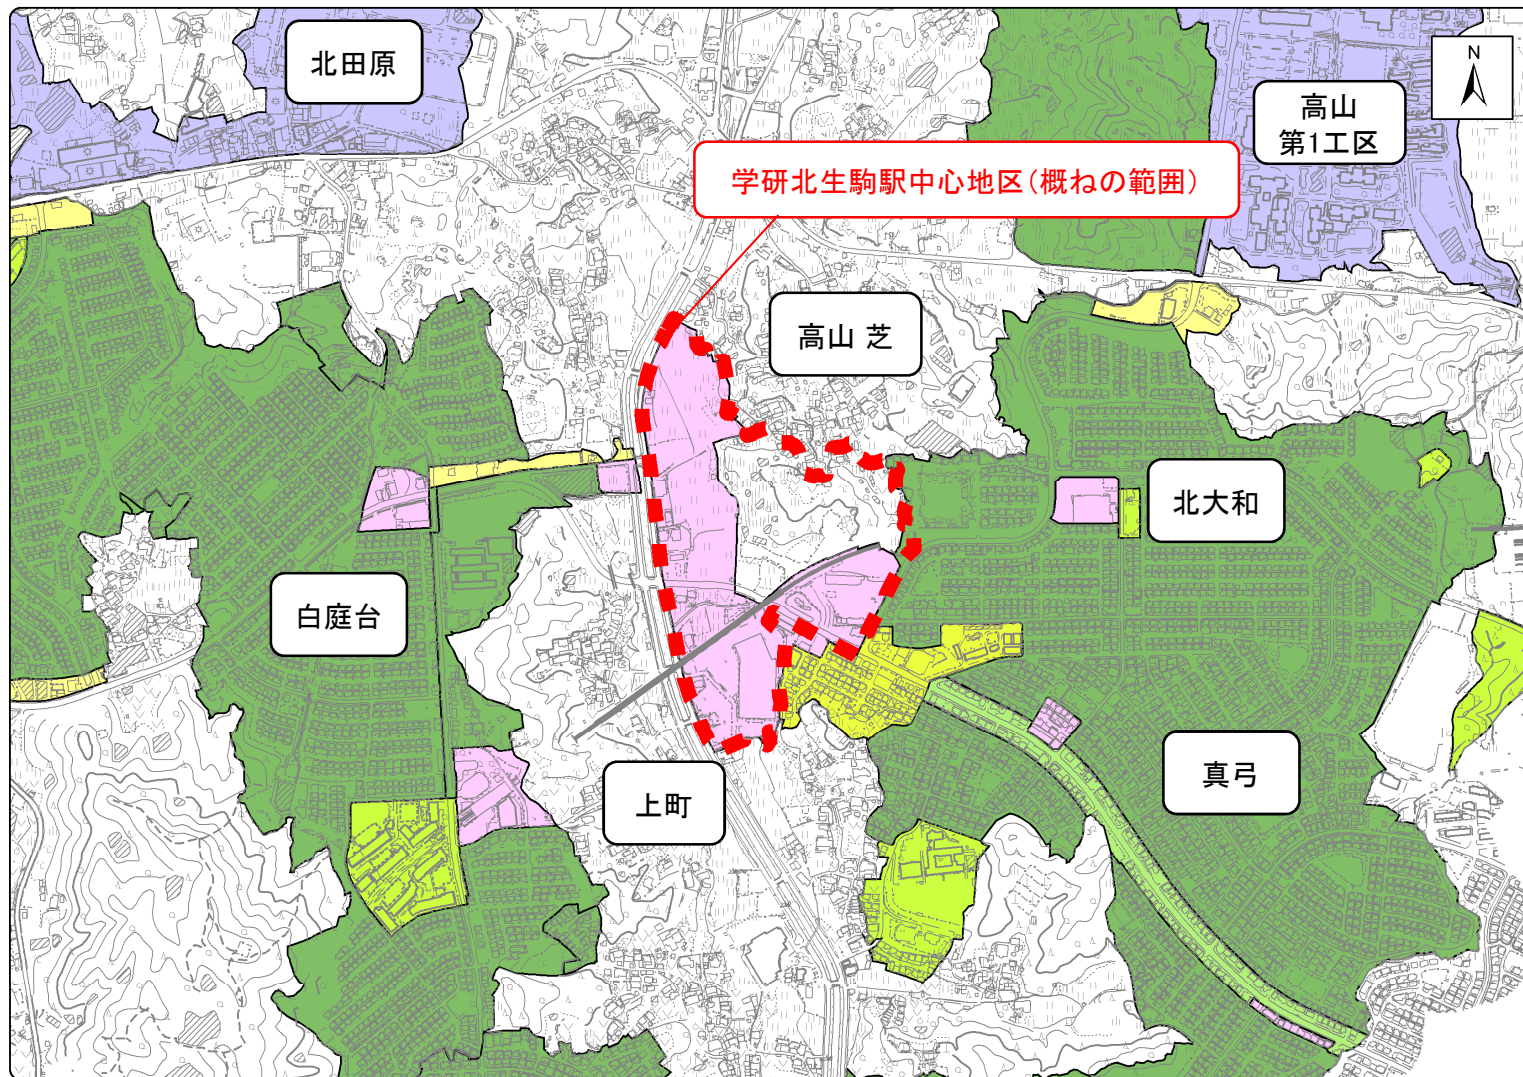 北田原
N
高山
第1工区
学研北生駒駅中心地区（概ねの範囲）
高山 芝
北大和
白庭台
真弓
上町